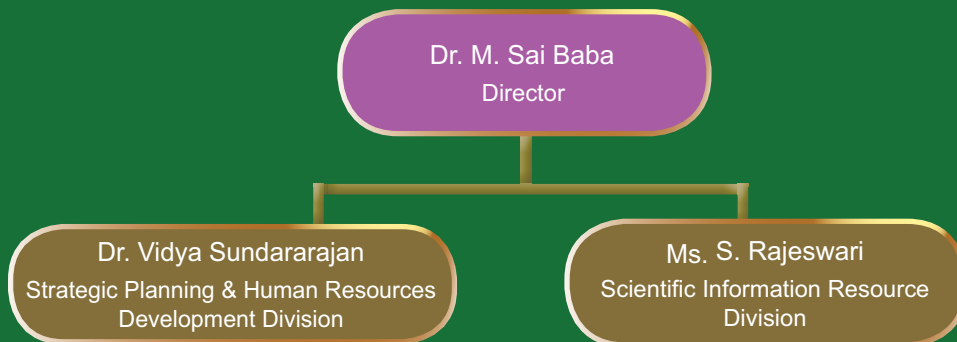 Dr. M. Sai Baba
Director
Dr. Vidya Sundararajan
Strategic Planning & Human Resources
Development Division
Ms. S. Rajeswari
Scientific Information Resource
Division